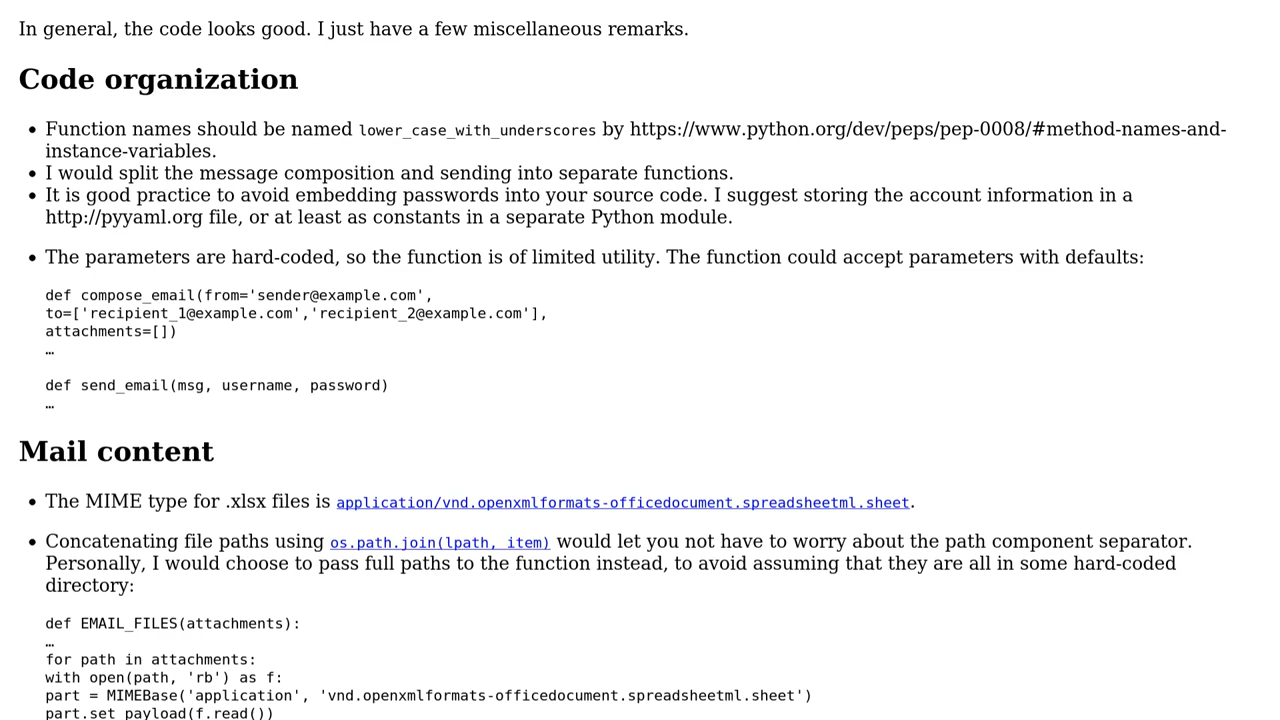 In general, the code looks good. I just have a few miscellaneous remarks.
Code organization
• Function names should be named lower_case_with_underscores by https://www.python.org/dev/peps/pep-0008/#method-names-and-
instance-variables.
• I would split the message composition and sending into separate functions.
• It is good practice to avoid embedding passwords into your source code. I suggest storing the account information in a
http://pyyaml.org file, or at least as constants in a separate Python module.
• The parameters are hard-coded, so the function is of limited utility. The function could accept parameters with defaults:
def compose_email(from='sender@example.com',
to=['recipient_1@example.com','recipient_2@example.com'],
attachments=[])
…
def send_email(msg, username, password)
…
Mail content
• The MIME type for .xlsx files is application/vnd.openxmlformats-officedocument.spreadsheetml.sheet.
• Concatenating file paths using os.path.join(lpath, item) would let you not have to worry about the path component separator.
Personally, I would choose to pass full paths to the function instead, to avoid assuming that they are all in some hard-coded
directory:
def EMAIL_FILES(attachments):
…
for path in attachments:
with open(path, 'rb') as f:
part = MIMEBase('application', 'vnd.openxmlformats-officedocument.spreadsheetml.sheet')
part.set_payload(f.read())